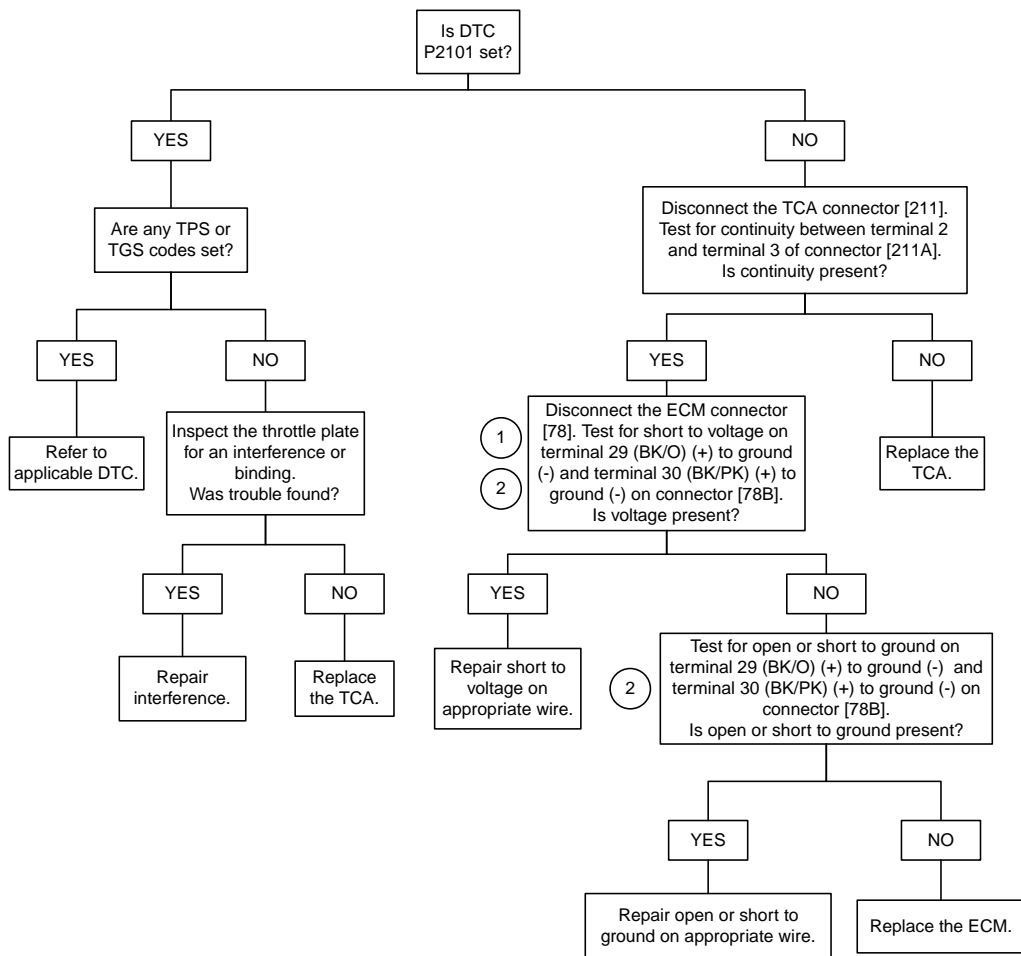 Is DTC
P2101 set?
YES
NO
Are any TPS or
TGS codes set?
Disconnect the TCA connector [211].
Test for continuity between terminal 2
and terminal 3 of connector [211A].
Is continuity present?
YES
NO
YES
NO
Refer to
applicable DTC.
Inspect the throttle plate
for an interference or
binding.
Was trouble found?
1
2
Disconnect the ECM connector
[78]. Test for short to voltage on
terminal 29 (BK/O) (+) to ground
(-) and terminal 30 (BK/PK) (+) to
ground (-) on connector [78B].
Is voltage present?
Replace the
TCA.
YES
NO
YES
NO
Repair
interference.
Replace
the TCA.
Repair short to
voltage on
appropriate wire.
2
Test for open or short to ground on
terminal 29 (BK/O) (+) to ground (-) and
terminal 30 (BK/PK) (+) to ground (-) on
connector [78B].
Is open or short to ground present?
YES
NO
Repair open or short to
ground on appropriate wire.
Replace the ECM.